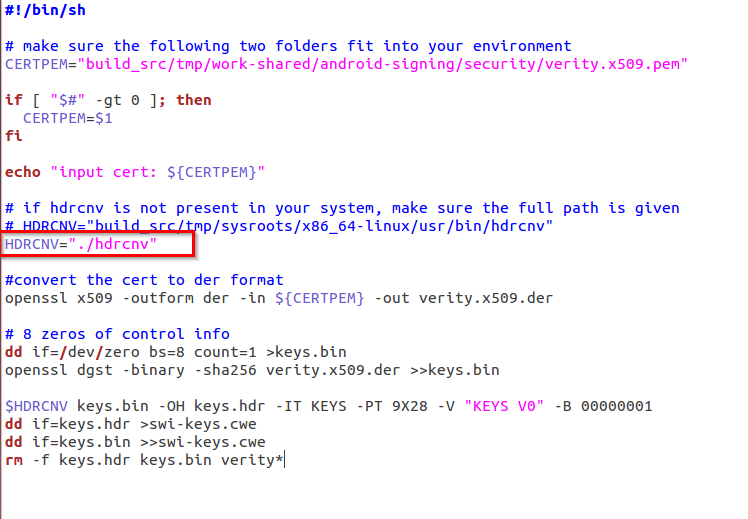 #!/bin/sh
# make sure the following two folders fit into your environment
CERTPEM="build_src/tmp/work-shared/android-signing/security/verity.x509.pem"
if [ "$#" -gt 0 ]; then
  CERTPEM=$1
fi
echo "input cert: ${CERTPEM}"
# if hdrcnv is not present in your system, make sure the full path is given
# HDRCNV="build_src/tmp/sysroots/x86_64-linux/usr/bin/hdrcnv"
HDRCNV="./hdrcnv"
#convert the cert to der format
openssl x509 -outform der -in ${CERTPEM} -out verity.x509.der
# 8 zeros of control info
dd if=/dev/zero bs=8 count=1 >keys.bin
openssl dgst -binary -sha256 verity.x509.der >>keys.bin
$HDRCNV keys.bin -OH keys.hdr -IT KEYS -PT 9X28 -V "KEYS V0" -B 00000001
dd if=keys.hdr >swi-keys.cwe
dd if=keys.bin >>swi-keys.cwe
rm -f keys.hdr keys.bin verity*